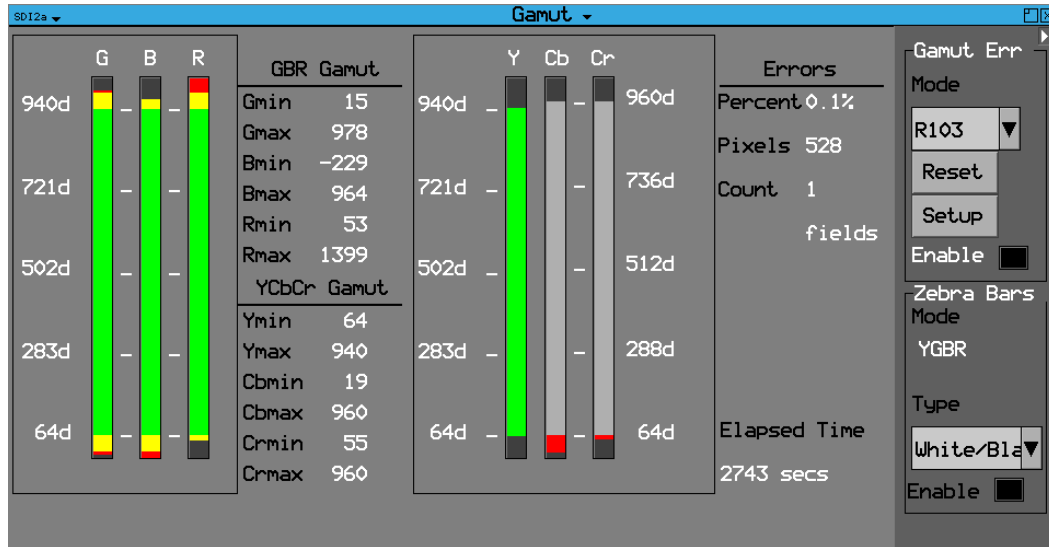 SDI2a
Gamut
G B R
940d
721d
502d
283d
64d
GBR Gamut
Gmin 15
Gmax 978
Bmin -229
Bmax 964
Rmin 53
Rmax 1399
YCbCr Gamut
Ymin 64
Ymax 940
Cbmin 19
Cbmax 960
Crmin 55
Crmax 960
Y Cb Cr
940d 960d
721d 736d
502d 512d
283d 288d
64d 64d
Errors
Percent 0.1%
Pixels 528
Count 1
fields
Elapsed Time
2743 secs
Gamut Err
Mode
R103
Reset
Setup
Enable
Zebra Bars
Mode
YGBR
Type
White/Bla
Enable